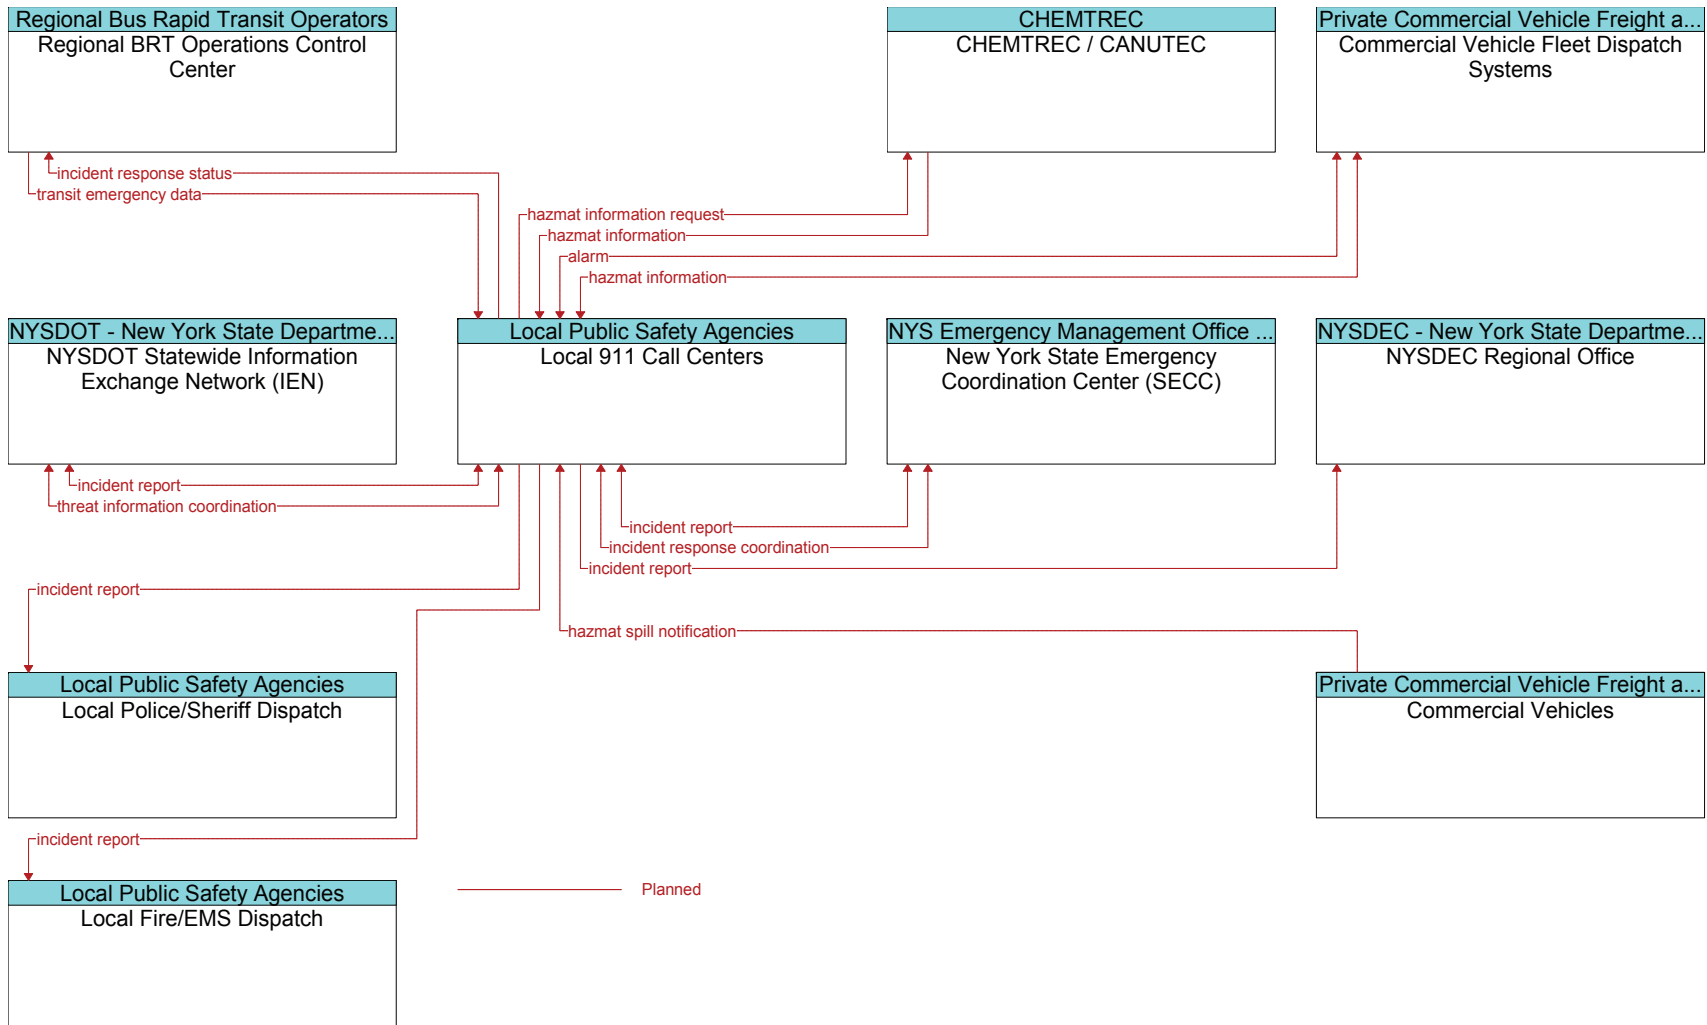 Regional Bus Rapid Transit Operators
Regional BRT Operations Control
Center
CHEMTREC
CHEMTREC / CANUTEC
Private Commercial Vehicle Freight a...
Commercial Vehicle Fleet Dispatch
Systems
incident response status
transit emergency data
hazmat information request
hazmat information
alarm
hazmat information
NYSDOT - New York State Departme...
NYSDOT Statewide Information
Exchange Network (IEN)
Local Public Safety Agencies
Local 911 Call Centers
NYS Emergency Management Office ...
New York State Emergency
Coordination Center (SECC)
NYSDEC - New York State Departme...
NYSDEC Regional Office
incident report
threat information coordination
incident report
incident response coordination
incident report
incident report
hazmat spill notification
Local Public Safety Agencies
Local Police/Sheriff Dispatch
Private Commercial Vehicle Freight a...
Commercial Vehicles
incident report
Local Public Safety Agencies
Local Fire/EMS Dispatch
Planned